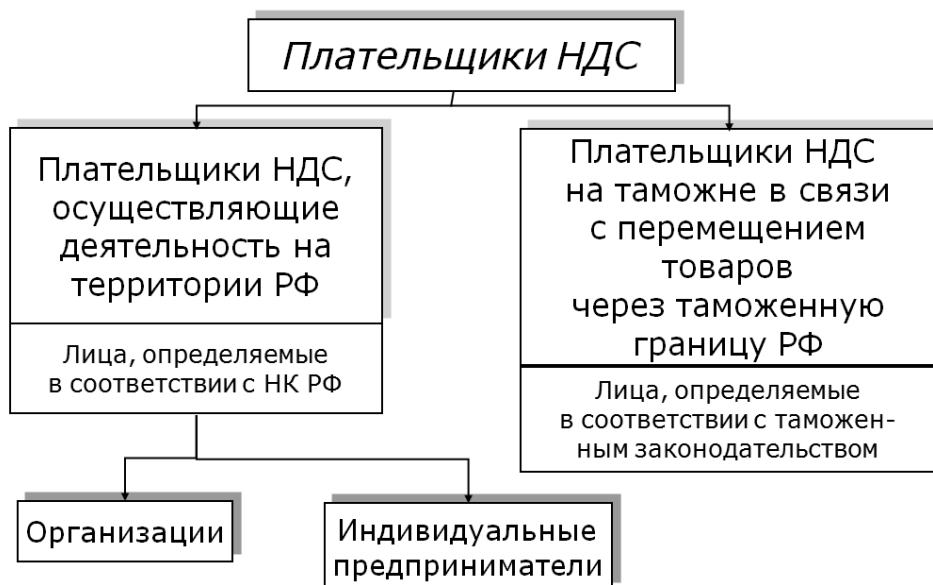 Плательщики НДС
Плательщики НДС,
осуществляющие
деятельность на
территории РФ
Лица, определяемые
в соответствии с НК РФ
Плательщики НДС
на таможне в связи
с перемещением
товаров
через таможенную
границу РФ
Лица, определяемые
в соответствии с таможен-
ным законодательством
Организации
Индивидуальные
предприниматели